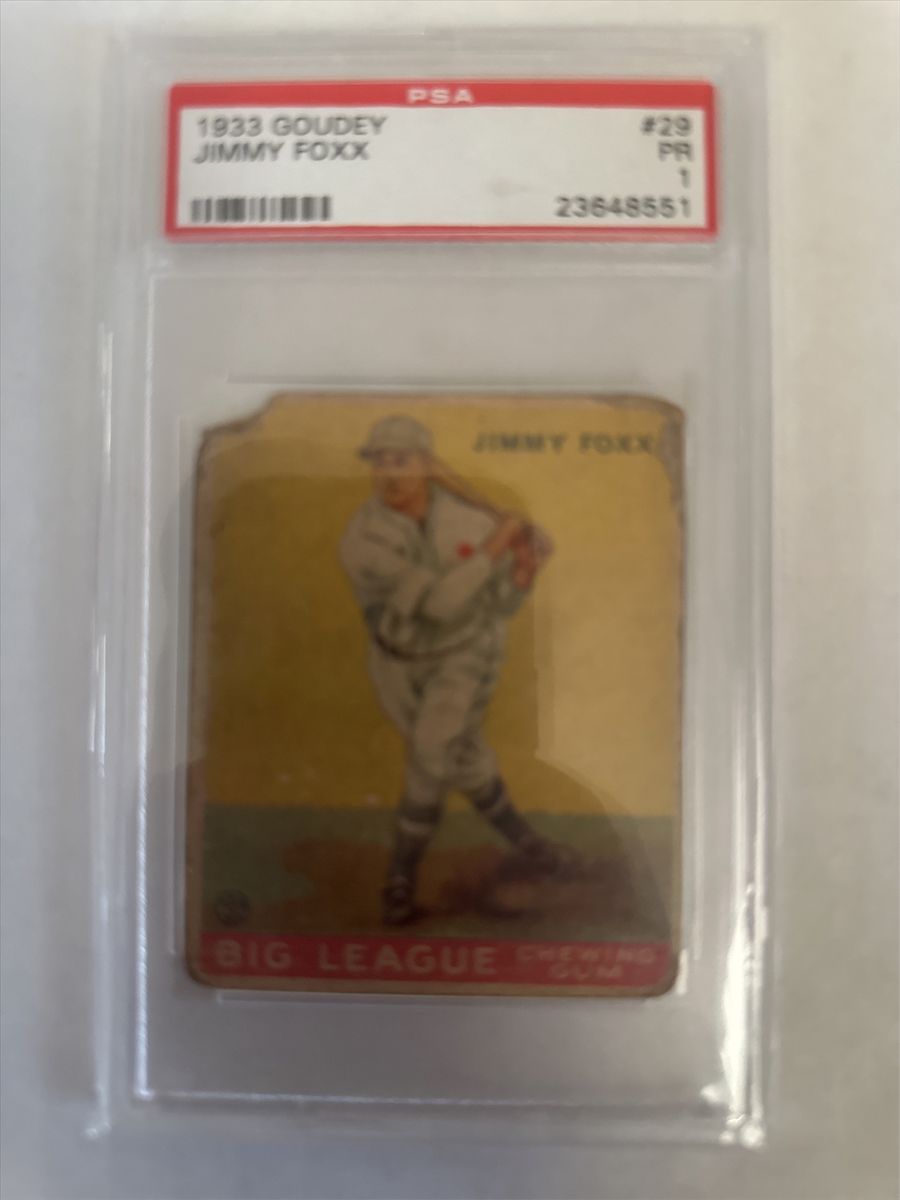 PSA
1933 GOUDEY #29
JIMMY FOXX PR
1
23648551
JIMMY FOXX
BIG LEAGUE CHEWING
GUM